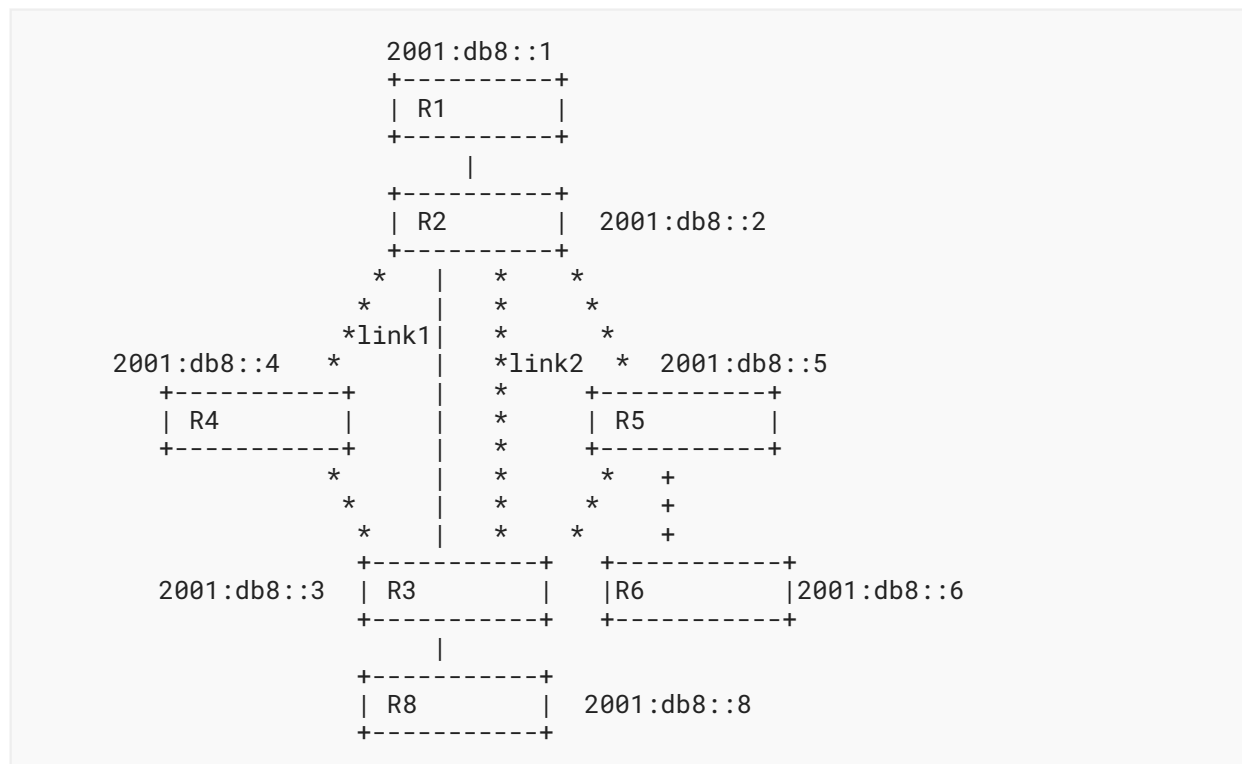 2001:db8::1
+----------+
| R1       |
+----------+
|
+----------+
| R2       |  2001:db8::2
+----------+
*   |   *    *
*    |   *     *
*link1|    *      *
2001:db8::4   *      |   *link2  *  2001:db8::5
+-----------+      |   *     +-----------+
| R4        |      |   *     | R5        |
+-----------+      |   *     +-----------+
*      |   *      *   +
*     |   *     *    +
*    |   *    *     +
+-----------+   +-----------+
2001:db8::3  | R3        |   |R6         |2001:db8::6
+-----------+   +-----------+
|
+-----------+
| R8        |  2001:db8::8
+-----------+